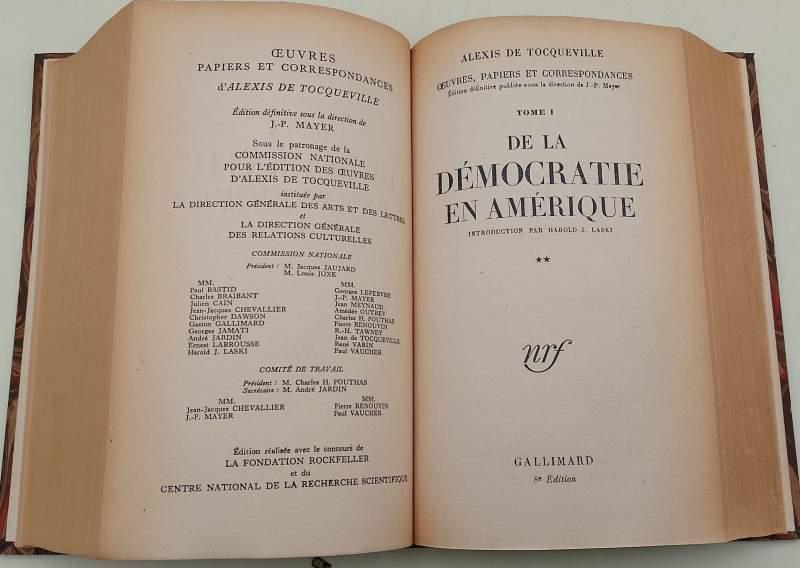 ŒUVRES
PAPIERS ET CORRESPONDANCES
d'ALEXIS DE TOCQUEVILLE
Édition définitive sous la direction de
J.-P. MAYER
Sous le patronage de la
COMMISSION NATIONALE
POUR L'ÉDITION DES ŒUVRES
D'ALEXIS DE TOCQUEVILLE
instituée par
LA DIRECTION GÉNÉRALE DES ARTS ET DES LETTRES
et
LA DIRECTION GÉNÉRALE
DES RELATIONS CULTURELLES
COMMISSION NATIONALE
Président : M. Jacques JAUJARD
M. Louis JOXE
MM.
Paul BASTID
Charles BRAIBANT
Julien CAIN
Jean-Jacques CHEVALLIER
Christopher DAWSON
Gaston GALLIMARD
Georges JAMATI
André JARDIN
Ernest LABROUSSE
Harold J. LASKI
MM.
Georges LEFEBVRE
J.-P. MAYER
Jean MEYNAUD
Amédée OUTREY
Charles H. POUTHAS
Pierre RENOUVIN
R.-H. TAWNEY
Jean de TOCQUEVILLE
René VARIN
Paul VAUCHER
COMITÉ DE TRAVAIL
Président : M. Charles H. POUTHAS
Secrétaire : M. André JARDIN
MM.
Jean-Jacques CHEVALLIER
J.-P. MAYER
MM.
Pierre RENOUVIN
Paul VAUCHER
Édition réalisée avec le concours de
LA FONDATION ROCKFELLER
et du
CENTRE NATIONAL DE LA RECHERCHE SCIENTIFIQUE
ALEXIS DE TOCQUEVILLE
ŒUVRES, PAPIERS ET CORRESPONDANCES
Édition définitive publiée sous la direction de J.-P. Mayer
TOME I
DE LA
DÉMOCRATIE
EN AMÉRIQUE
INTRODUCTION PAR HAROLD J. LASKI
★★
nrf
GALLIMARD
8e Edition